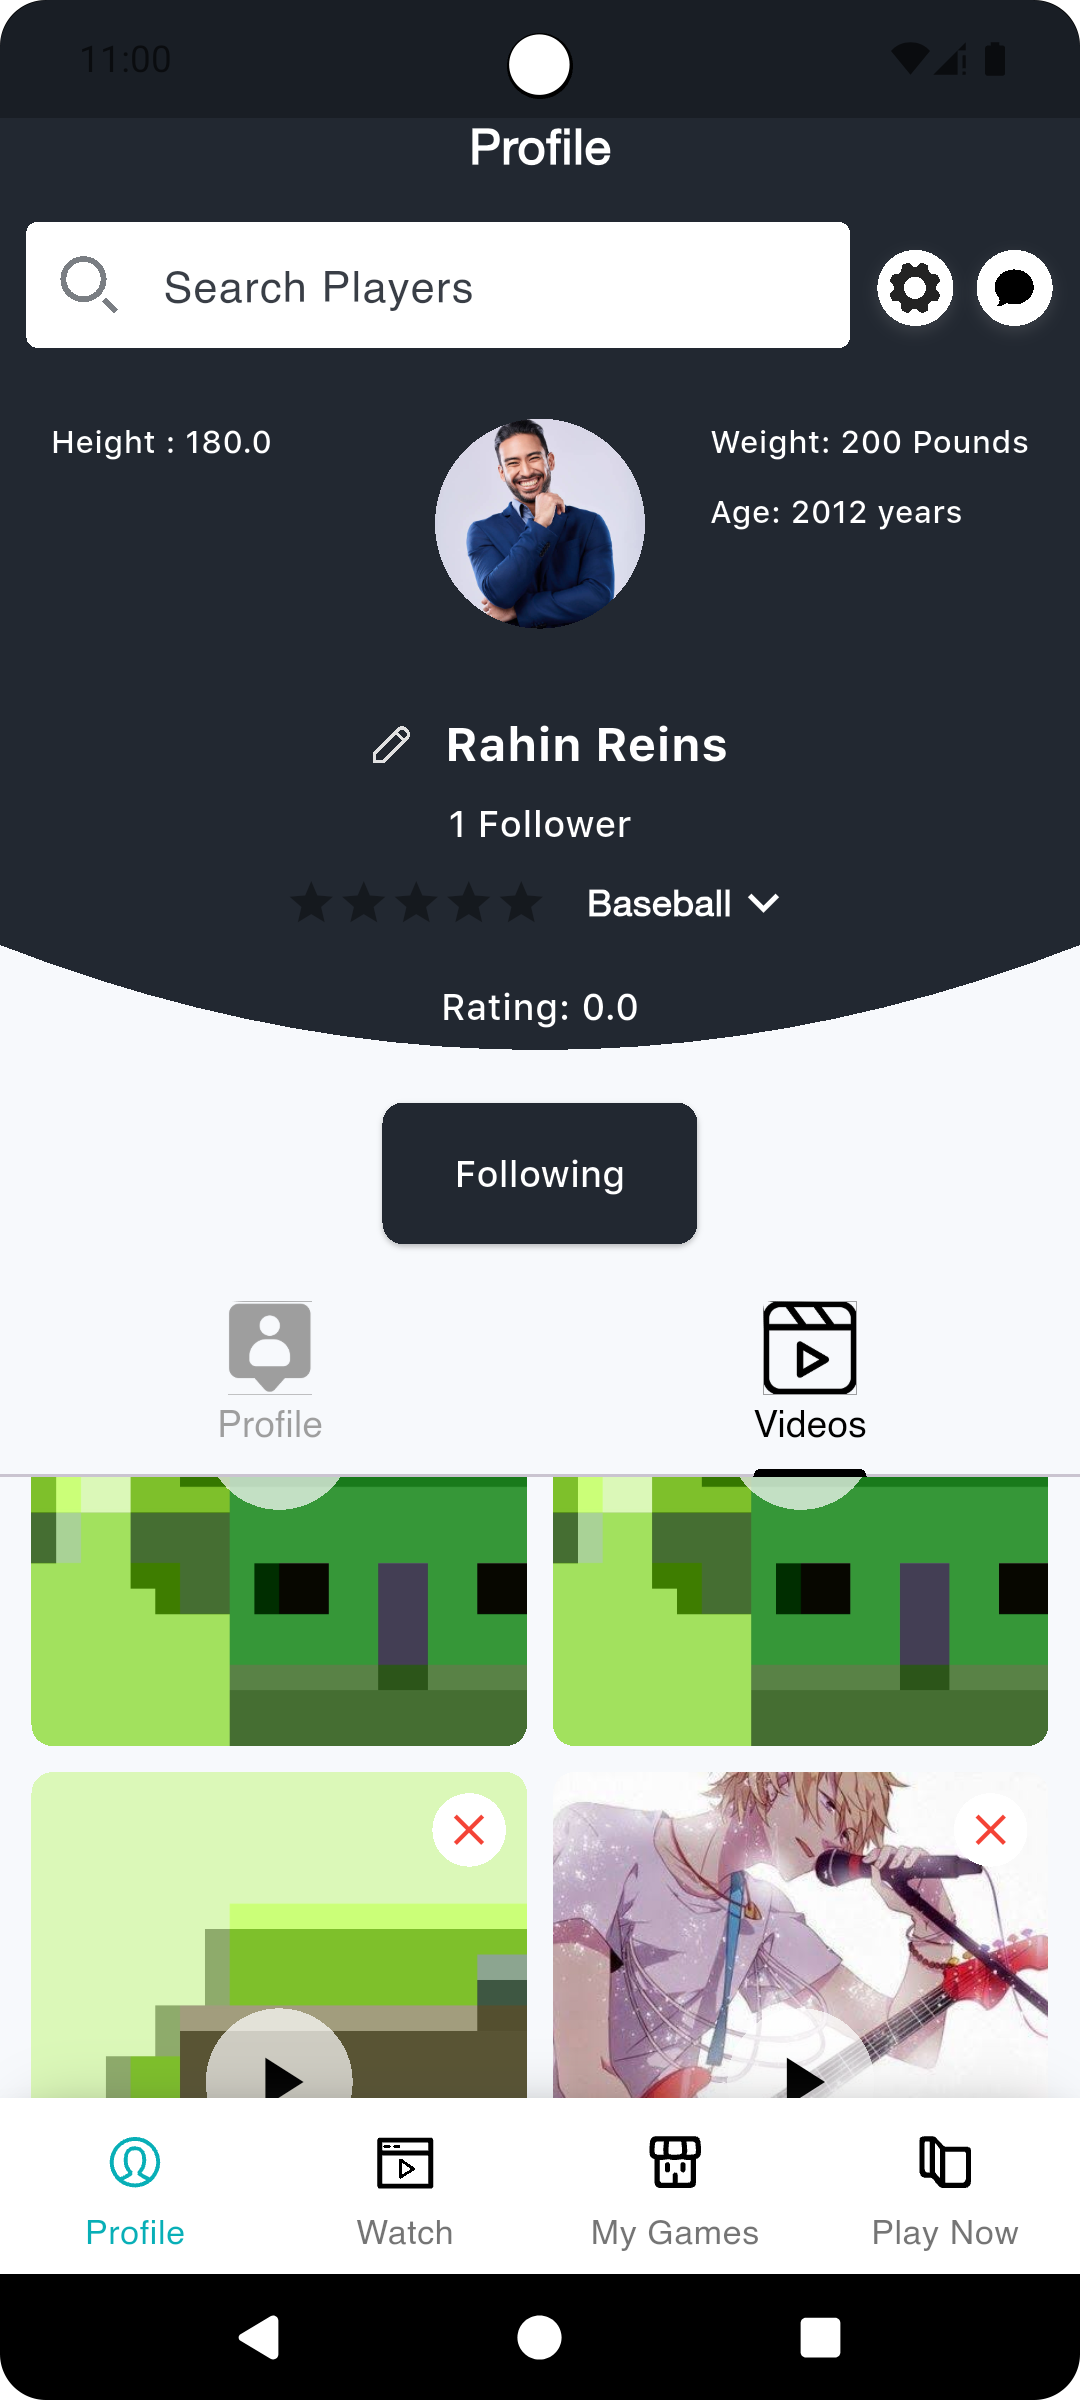 11:00
Profile
Search Players
Height : 180.0
Weight: 200 Pounds
Age: 2012 years
Rahin Reins
1 Follower
Baseball
Rating: 0.0
Following
Profile
Videos
Profile
Watch
My Games
Play Now